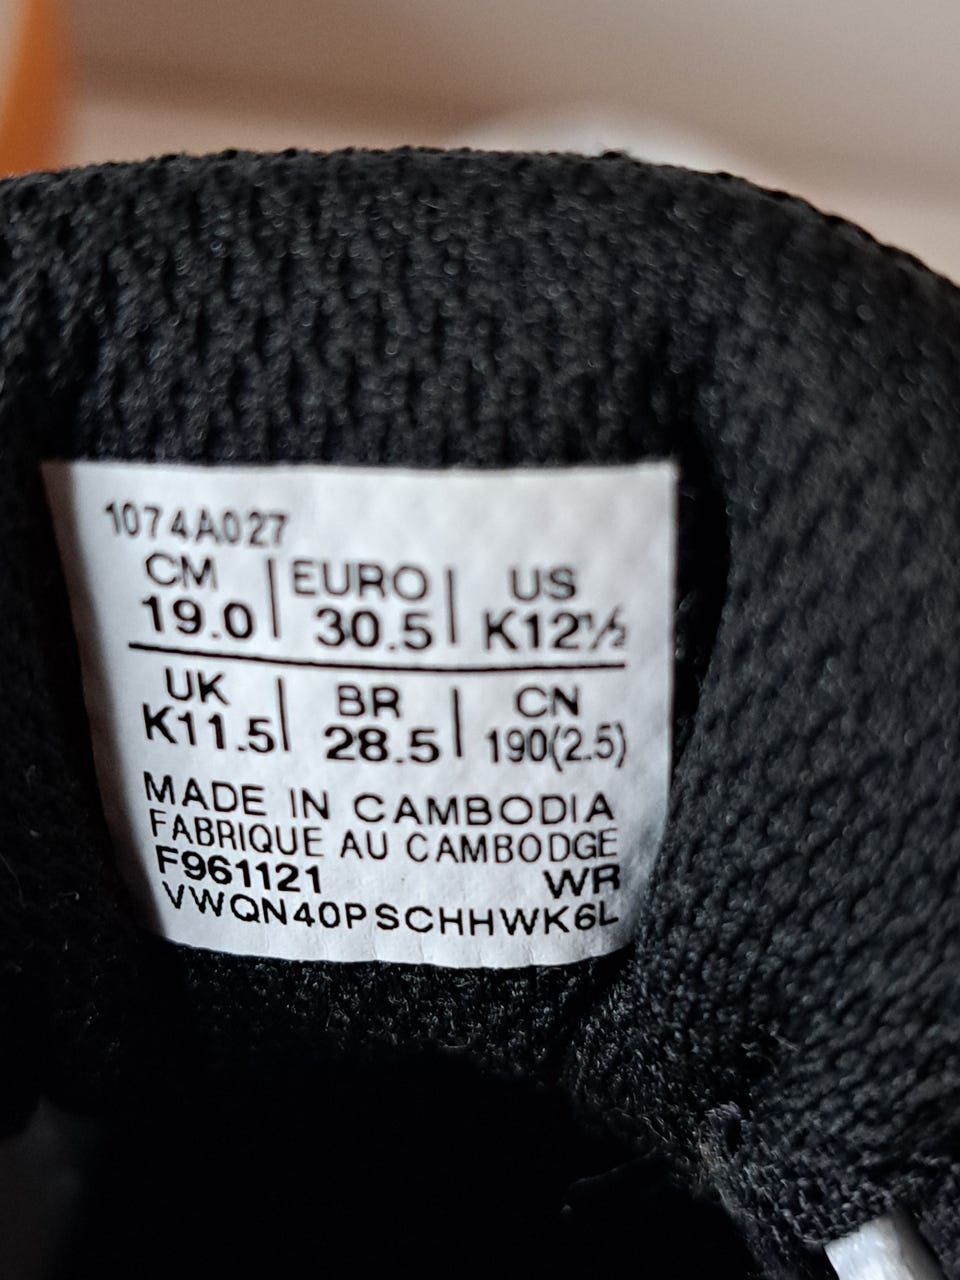 1074A027
CM | EURO | US
19.0 | 30.5 | K12½
UK | BR | CN
K11.5 | 28.5 | 190(2.5)
MADE IN CAMBODIA
FABRIQUE AU CAMBODGE
F961121 WR
VWQN40PSCHHWK6L